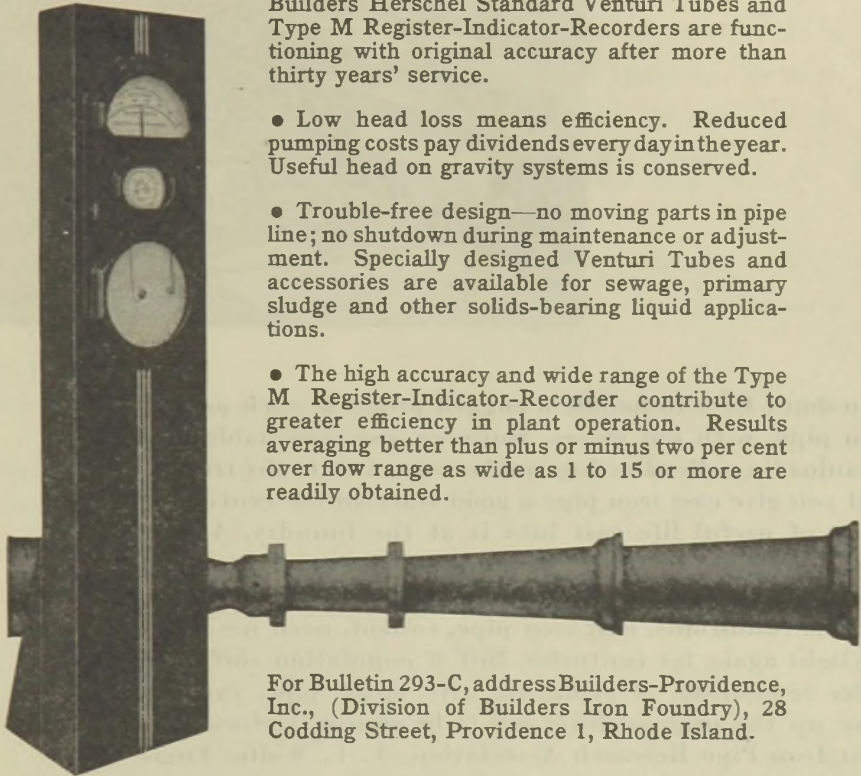 Builders Herschel Standard Venturi Tubes and
Type M Register-Indicator-Recorders are func-
tioning with original accuracy after more than
thirty years' service.
• Low head loss means efficiency. Reduced
pumping costs pay dividends every day in the year.
Useful head on gravity systems is conserved.
• Trouble-free design—no moving parts in pipe
line; no shutdown during maintenance or adjust-
ment. Specially designed Venturi Tubes and
accessories are available for sewage, primary
sludge and other solids-bearing liquid applica-
tions.
• The high accuracy and wide range of the Type
M Register-Indicator-Recorder contribute to
greater efficiency in plant operation. Results
averaging better than plus or minus two per cent
over flow range as wide as 1 to 15 or more are
readily obtained.
For Bulletin 293-C, address Builders-Providence,
Inc., (Division of Builders Iron Foundry), 28
Codding Street, Providence 1, Rhode Island.